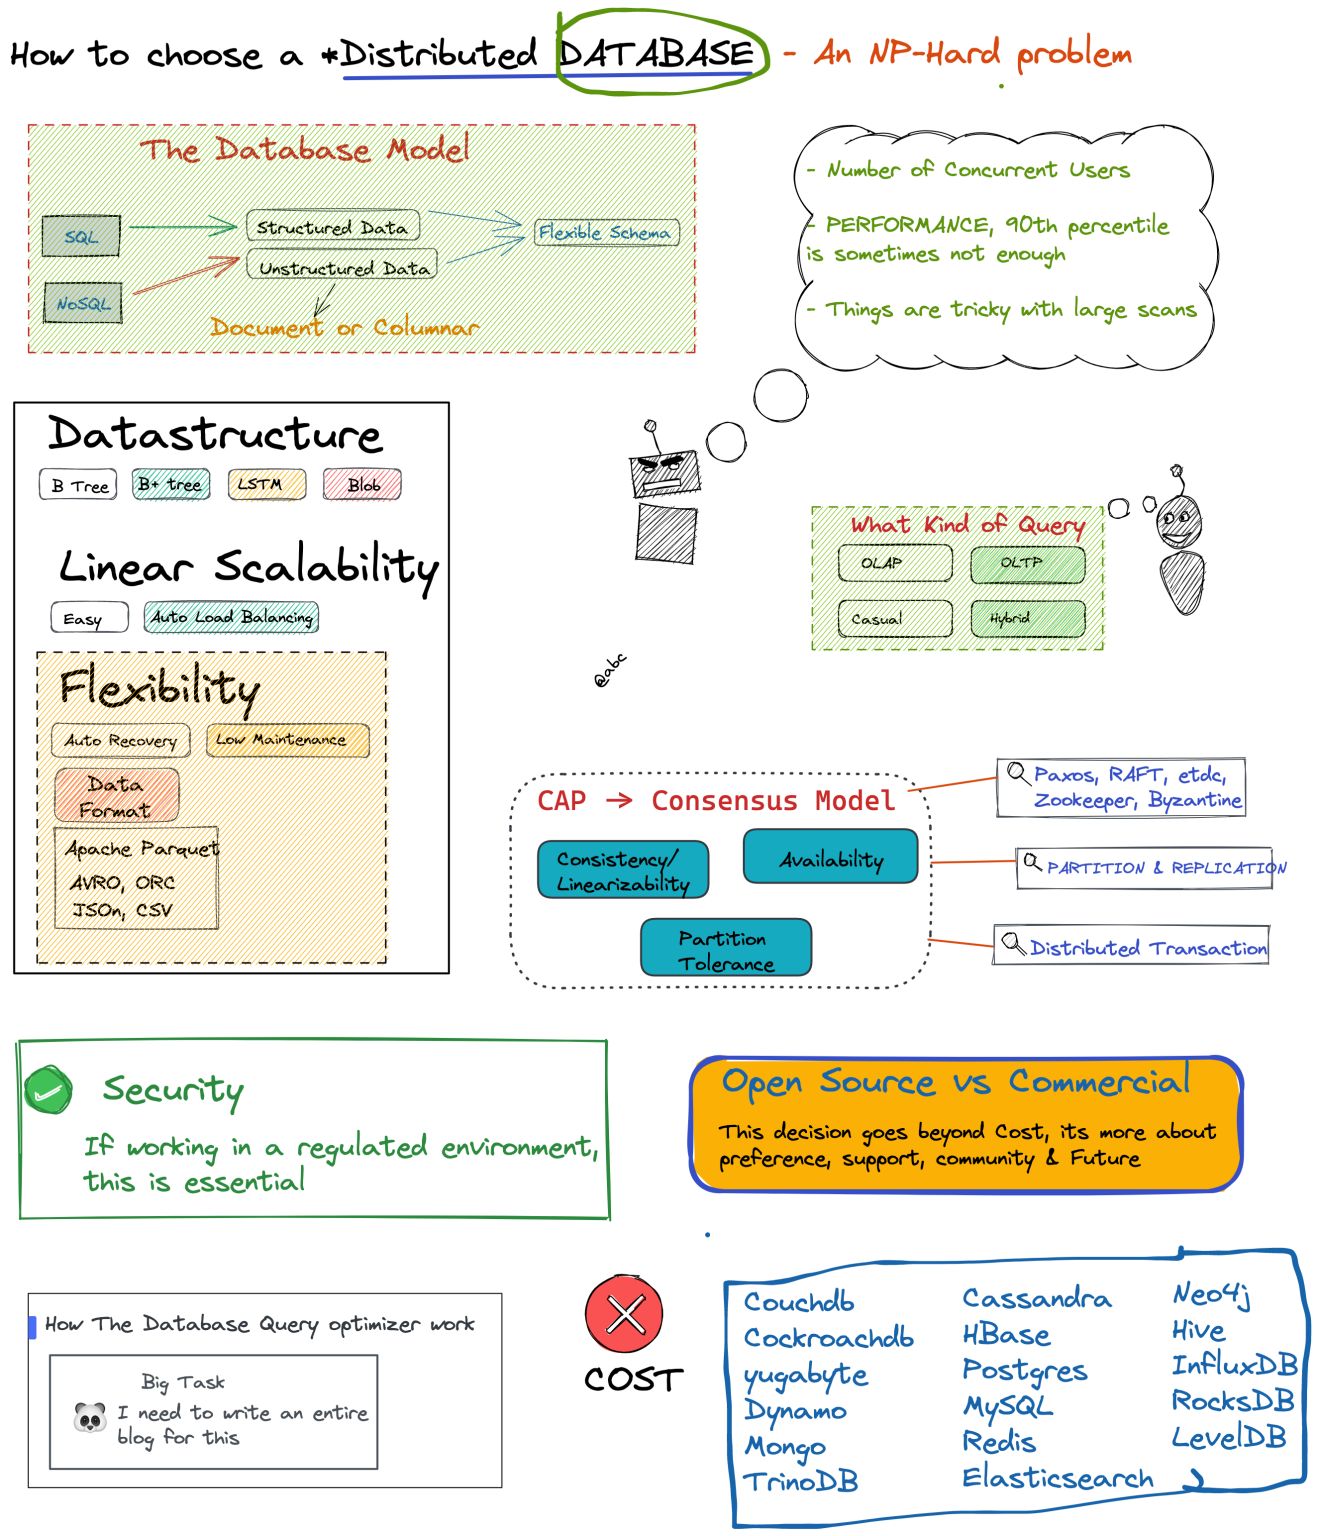 How to choose a *Distributed DATABASE - An NP-Hard problem
The Database Model
SQL
Structured Data
Flexible Schema
Unstructured Data
NoSQL
Document or Columnar
- Number of Concurrent Users
- PERFORMANCE, 90th percentile
is sometimes not enough
- Things are tricky with large scans
Datastructure
B Tree
B+ tree
LSTM
Blob
Linear Scalability
Easy
Auto Load Balancing
Flexibility
Auto Recovery
Low Maintenance
Data
Format
Apache Parquet
AVRO, ORC
JSOn, CSV
What Kind of Query
OLAP
OLTP
Casual
Hybrid
@abc
CAP → Consensus Model
Consistency/
Linearizability
Availability
Partition
Tolerance
Paxos, RAFT, etdc,
Zookeeper, Byzantine
PARTITION & REPLICATION
Distributed Transaction
Security
If working in a regulated environment,
this is essential
Open Source vs Commercial
This decision goes beyond Cost, its more about
preference, support, community & Future
How The Database Query optimizer work
Big Task
I need to write an entire
blog for this
COST
Couchdb
Cockroachdb
yugabyte
Dynamo
Mongo
TrinoDB
Cassandra
HBase
Postgres
MySQL
Redis
Elasticsearch
Neo4j
Hive
InfluxDB
RocksDB
LevelDB